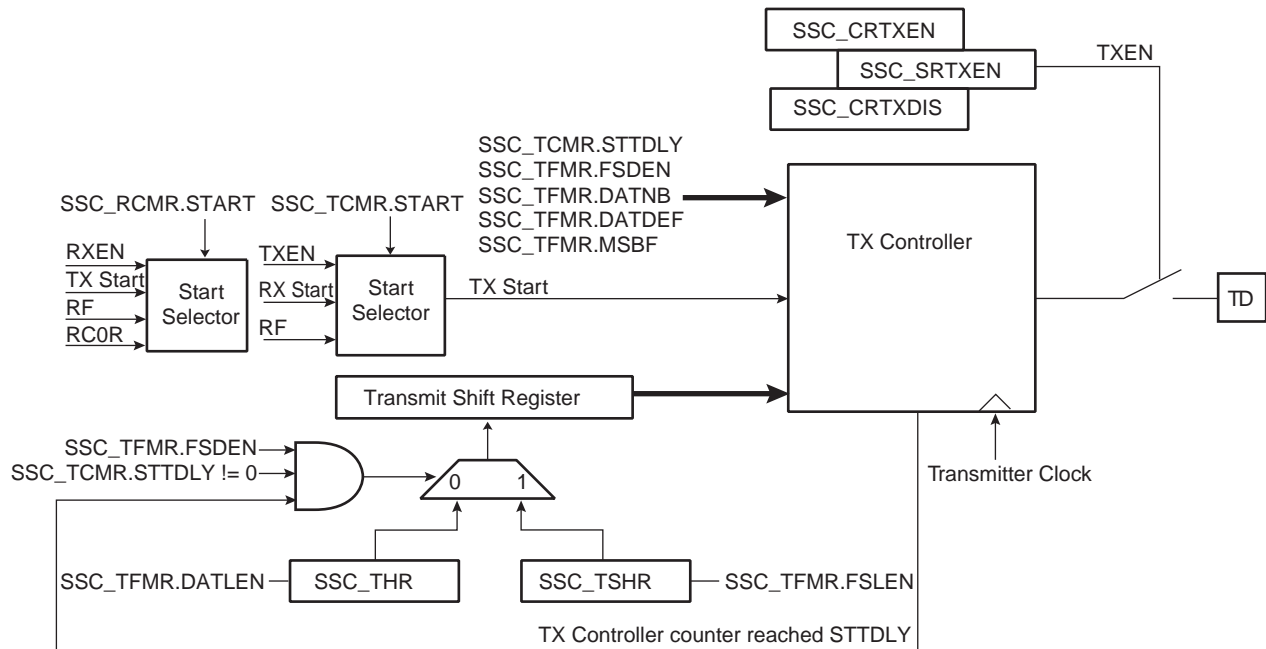 SSC_CRTXEN
SSC_SRTXEN
TXEN
SSC_CRTXDIS
SSC_TCMR.STTDLY
SSC_TFMR.FSDEN
SSC_TFMR.DATNB
SSC_TFMR.DATDEF
SSC_TFMR.MSBF
SSC_RCMR.START
SSC_TCMR.START
RXEN
TX Start
RF
RC0R
Start
Selector
TXEN
RX Start
RF
Start
Selector
TX Start
TX Controller
TD
Transmit Shift Register
SSC_TFMR.FSDEN
SSC_TCMR.STTDLY != 0
0
1
Transmitter Clock
SSC_TFMR.DATLEN
SSC_THR
SSC_TSHR
SSC_TFMR.FSLEN
TX Controller counter reached STTDLY